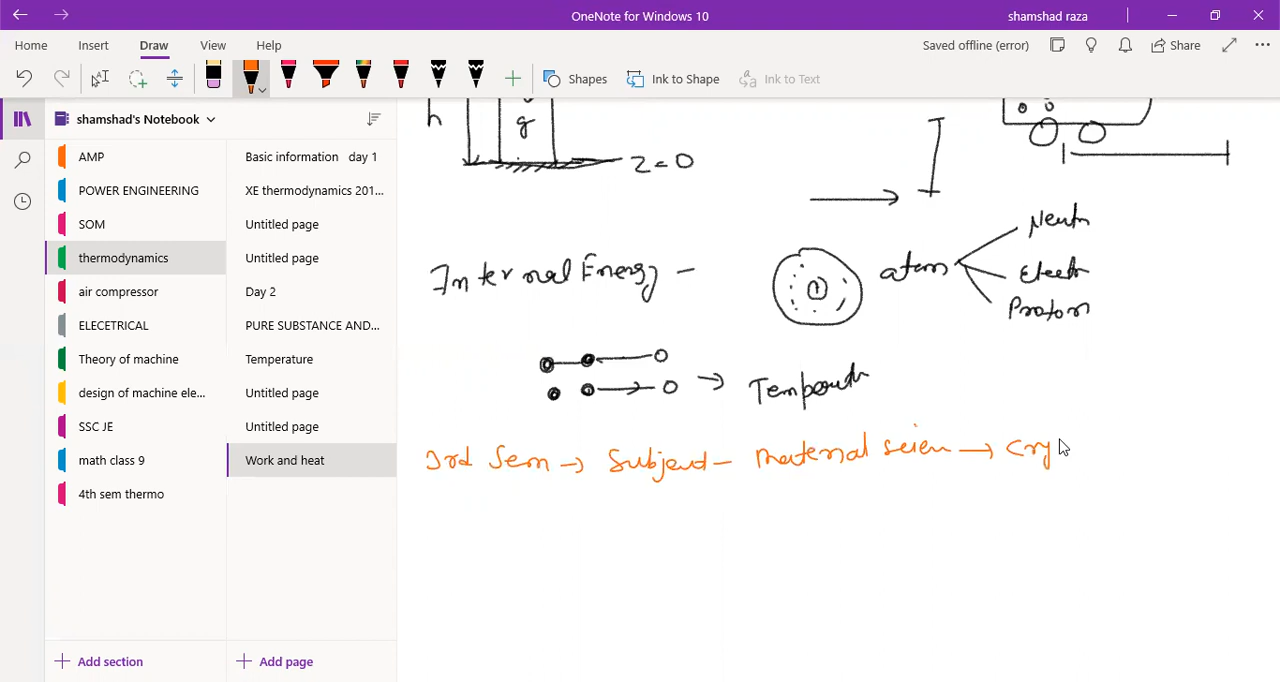 OneNote for Windows 10
shamshad raza
Home Insert Draw View Help
Saved offline (error)
Share
Shapes
Ink to Shape
Ink to Text
shamshad's Notebook
AMP
POWER ENGINEERING
SOM
thermodynamics
air compressor
ELECETRICAL
Theory of machine
design of machine ele...
SSC JE
math class 9
4th sem thermo
Add section
Basic information day 1
XE thermodynamics 201...
Untitled page
Untitled page
Day 2
PURE SUBSTANCE AND...
Temperature
Untitled page
Untitled page
Work and heat
Add page
h
g
Z=0
Internal Energy -
atom
Neutr
Electr
Proton
3rd Sem → Subject - → Cry